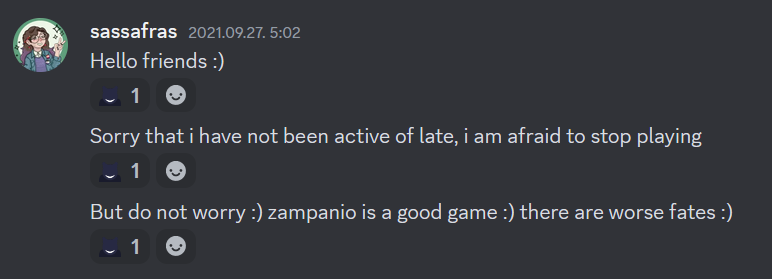 sassafras 2021.09.27. 5:02
Hello friends :)
1
Sorry that i have not been active of late, i am afraid to stop playing
1
But do not worry :) zampanio is a good game :) there are worse fates :)
1